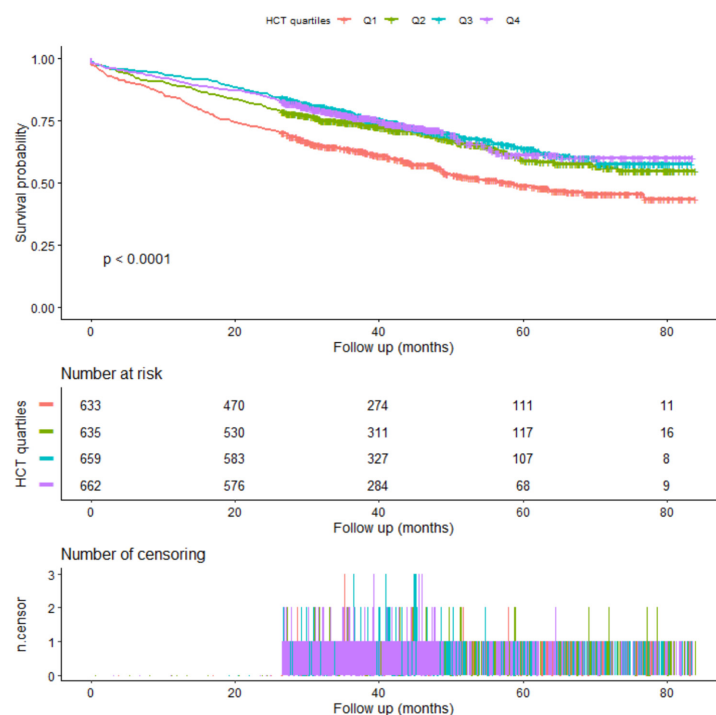 HCT quartiles Q1 Q2 Q3 Q4
1.00
0.75
0.50
0.25
0.00
Survival probability
p < 0.0001
0 20 40 60 80
Follow up (months)
Number at risk
HCT quartiles
633 470 274 111 11
635 530 311 117 16
659 583 327 107 8
662 576 284 68 9
0 20 40 60 80
Follow up (months)
Number of censoring
n.censor
3
2
1
0
0 20 40 60 80
Follow up (months)